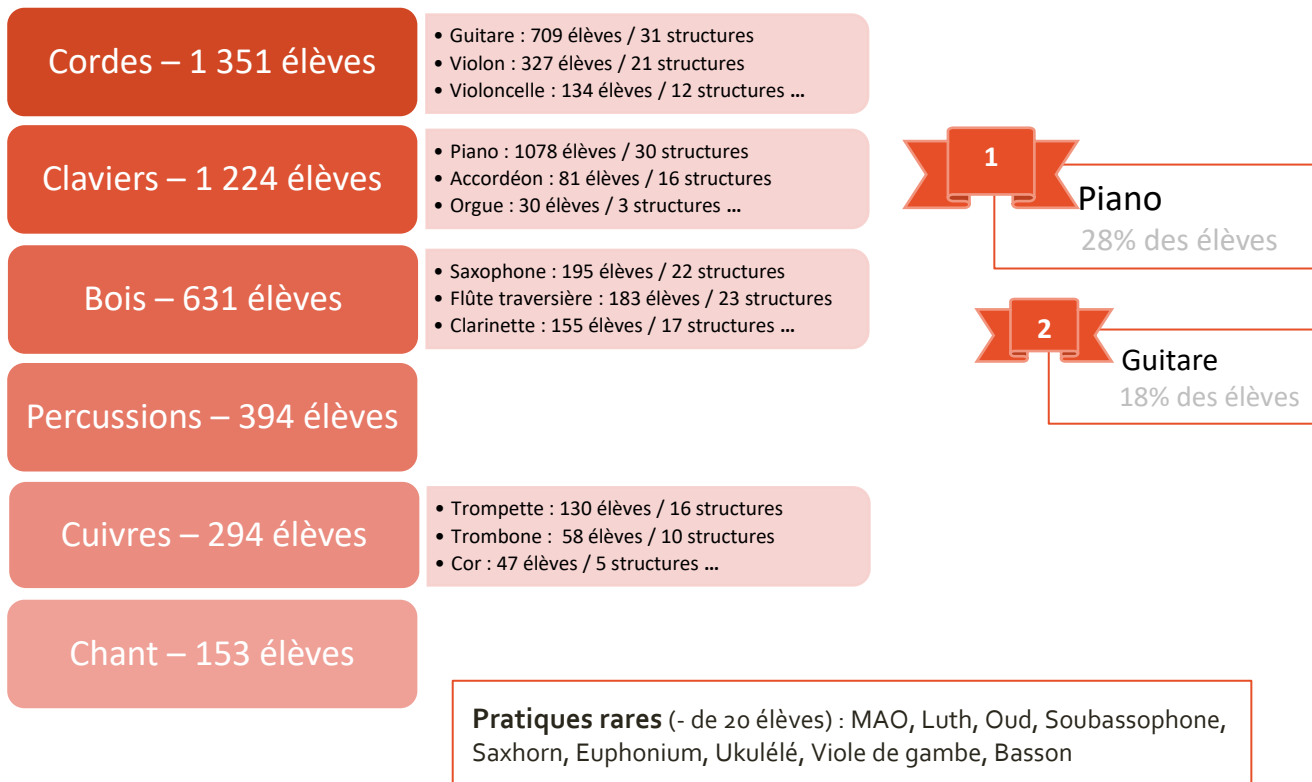 Cordes – 1 351 élèves
• Guitare : 709 élèves / 31 structures
• Violon : 327 élèves / 21 structures
• Violoncelle : 134 élèves / 12 structures ...
Claviers – 1 224 élèves
• Piano : 1078 élèves / 30 structures
• Accordéon : 81 élèves / 16 structures
• Orgue : 30 élèves / 3 structures ...
Bois – 631 élèves
• Saxophone : 195 élèves / 22 structures
• Flûte traversière : 183 élèves / 23 structures
• Clarinette : 155 élèves / 17 structures ...
Percussions – 394 élèves
Cuivres – 294 élèves
• Trompette : 130 élèves / 16 structures
• Trombone :  58 élèves / 10 structures
• Cor : 47 élèves / 5 structures ...
Chant – 153 élèves
1
Piano
28% des élèves
2
Guitare
18% des élèves
Pratiques rares (- de 20 élèves) : MAO, Luth, Oud, Soubassophone,
Saxhorn, Euphonium, Ukulélé, Viole de gambe, Basson